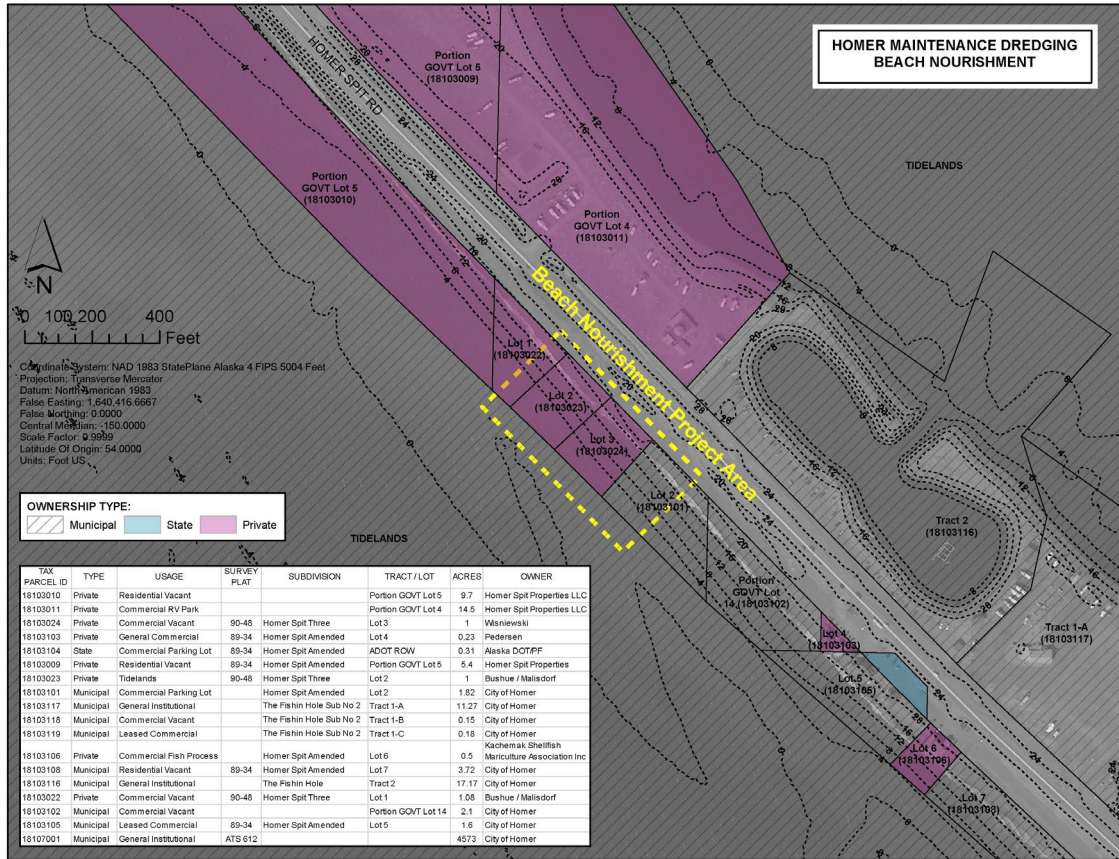 HOMER MAINTENANCE DREDGING
BEACH NOURISHMENT
HOMER SPIT RD
Portion
GOVT Lot 5
(18103009)
TIDELANDS
Portion
GOVT Lot 5
(18103010)
Portion
GOVT Lot 4
(18103011)
N
0 100 200 400
Feet
Beach Nourishment Project Area
Lot 1
(18103022)
Lot 2
(18103023)
Lot 3
(18103024)
Lot 2
(18103101)
Coordinate System: NAD 1983 StatePlane Alaska 4 FIPS 5004 Feet
Projection: Transverse Mercator
Datum: North American 1983
False Easting: 1,640,416.6667
False Northing: 0.0000
Central Meridian: -150.0000
Scale Factor: 0.9999
Latitude Of Origin: 54.0000
Units: Foot US
OWNERSHIP TYPE:
Municipal State Private
TIDELANDS
Tract 2
(18103116)
Portion
GOVT Lot
14 (18103102)
Tract 1-A
(18103117)
Lot 4
(18103103)
Lot 5
(18103105)
Lot 6
(18103106)
Lot 7
(18103108)
TAX PARCEL ID TYPE USAGE SURVEY PLAT SUBDIVISION TRACT / LOT ACRES OWNER
18103010 Private Residential Vacant Portion GOVT Lot 5 9.7 Homer Spit Properties LLC
18103011 Private Commercial RV Park Portion GOVT Lot 4 14.5 Homer Spit Properties LLC
18103024 Private Commercial Vacant 90-48 Homer Spit Three Lot 3 1 Wisniewski
18103103 Private General Commercial 89-34 Homer Spit Amended Lot 4 0.23 Pedersen
18103104 State Commercial Parking Lot 89-34 Homer Spit Amended ADOT ROW 0.31 Alaska DOT/PF
18103009 Private Residential Vacant 89-34 Homer Spit Amended Portion GOVT Lot 5 5.4 Homer Spit Properties
18103023 Private Tidelands 90-48 Homer Spit Three Lot 2 1 Bushue / Malisdorf
18103101 Municipal Commercial Parking Lot Homer Spit Amended Lot 2 1.82 City of Homer
18103117 Municipal General Institutional The Fishin Hole Sub No 2 Tract 1-A 11.27 City of Homer
18103118 Municipal Commercial Vacant The Fishin Hole Sub No 2 Tract 1-B 0.15 City of Homer
18103119 Municipal Leased Commercial The Fishin Hole Sub No 2 Tract 1-C 0.18 City of Homer
18103106 Private Commercial Fish Process Homer Spit Amended Lot 6 0.5 Kachemak Shellfish Mariculture Association Inc
18103108 Municipal Residential Vacant 89-34 Homer Spit Amended Lot 7 3.72 City of Homer
18103116 Municipal General Institutional The Fishin Hole Tract 2 17.17 City of Homer
18103022 Private Commercial Vacant 90-48 Homer Spit Three Lot 1 1.08 Bushue / Malisdorf
18103102 Municipal Commercial Vacant Portion GOVT Lot 14 2.1 City of Homer
18103105 Municipal Leased Commercial 89-34 Homer Spit Amended Lot 5 1.6 City of Homer
18107001 Municipal General Institutional ATS 612 4573 City of Homer